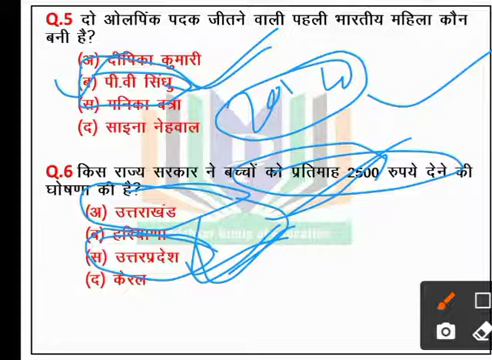 Q.5 दो ओलपिंक पदक जीतने वाली पहली भारतीय महिला कौन
बनी है?
(अ) दीपिका कुमारी
(ब) पी.वी सिधु
(स) मनिका बत्रा
(द) साइना नेहवाल
Q.6 किस राज्य सरकार ने बच्चों को प्रतिमाह 2500 रुपये देने की
घोषणा की है?
(अ) उत्तराखंड
(ब) हरियाणा
(स) उत्तरप्रदेश
(द) केरल